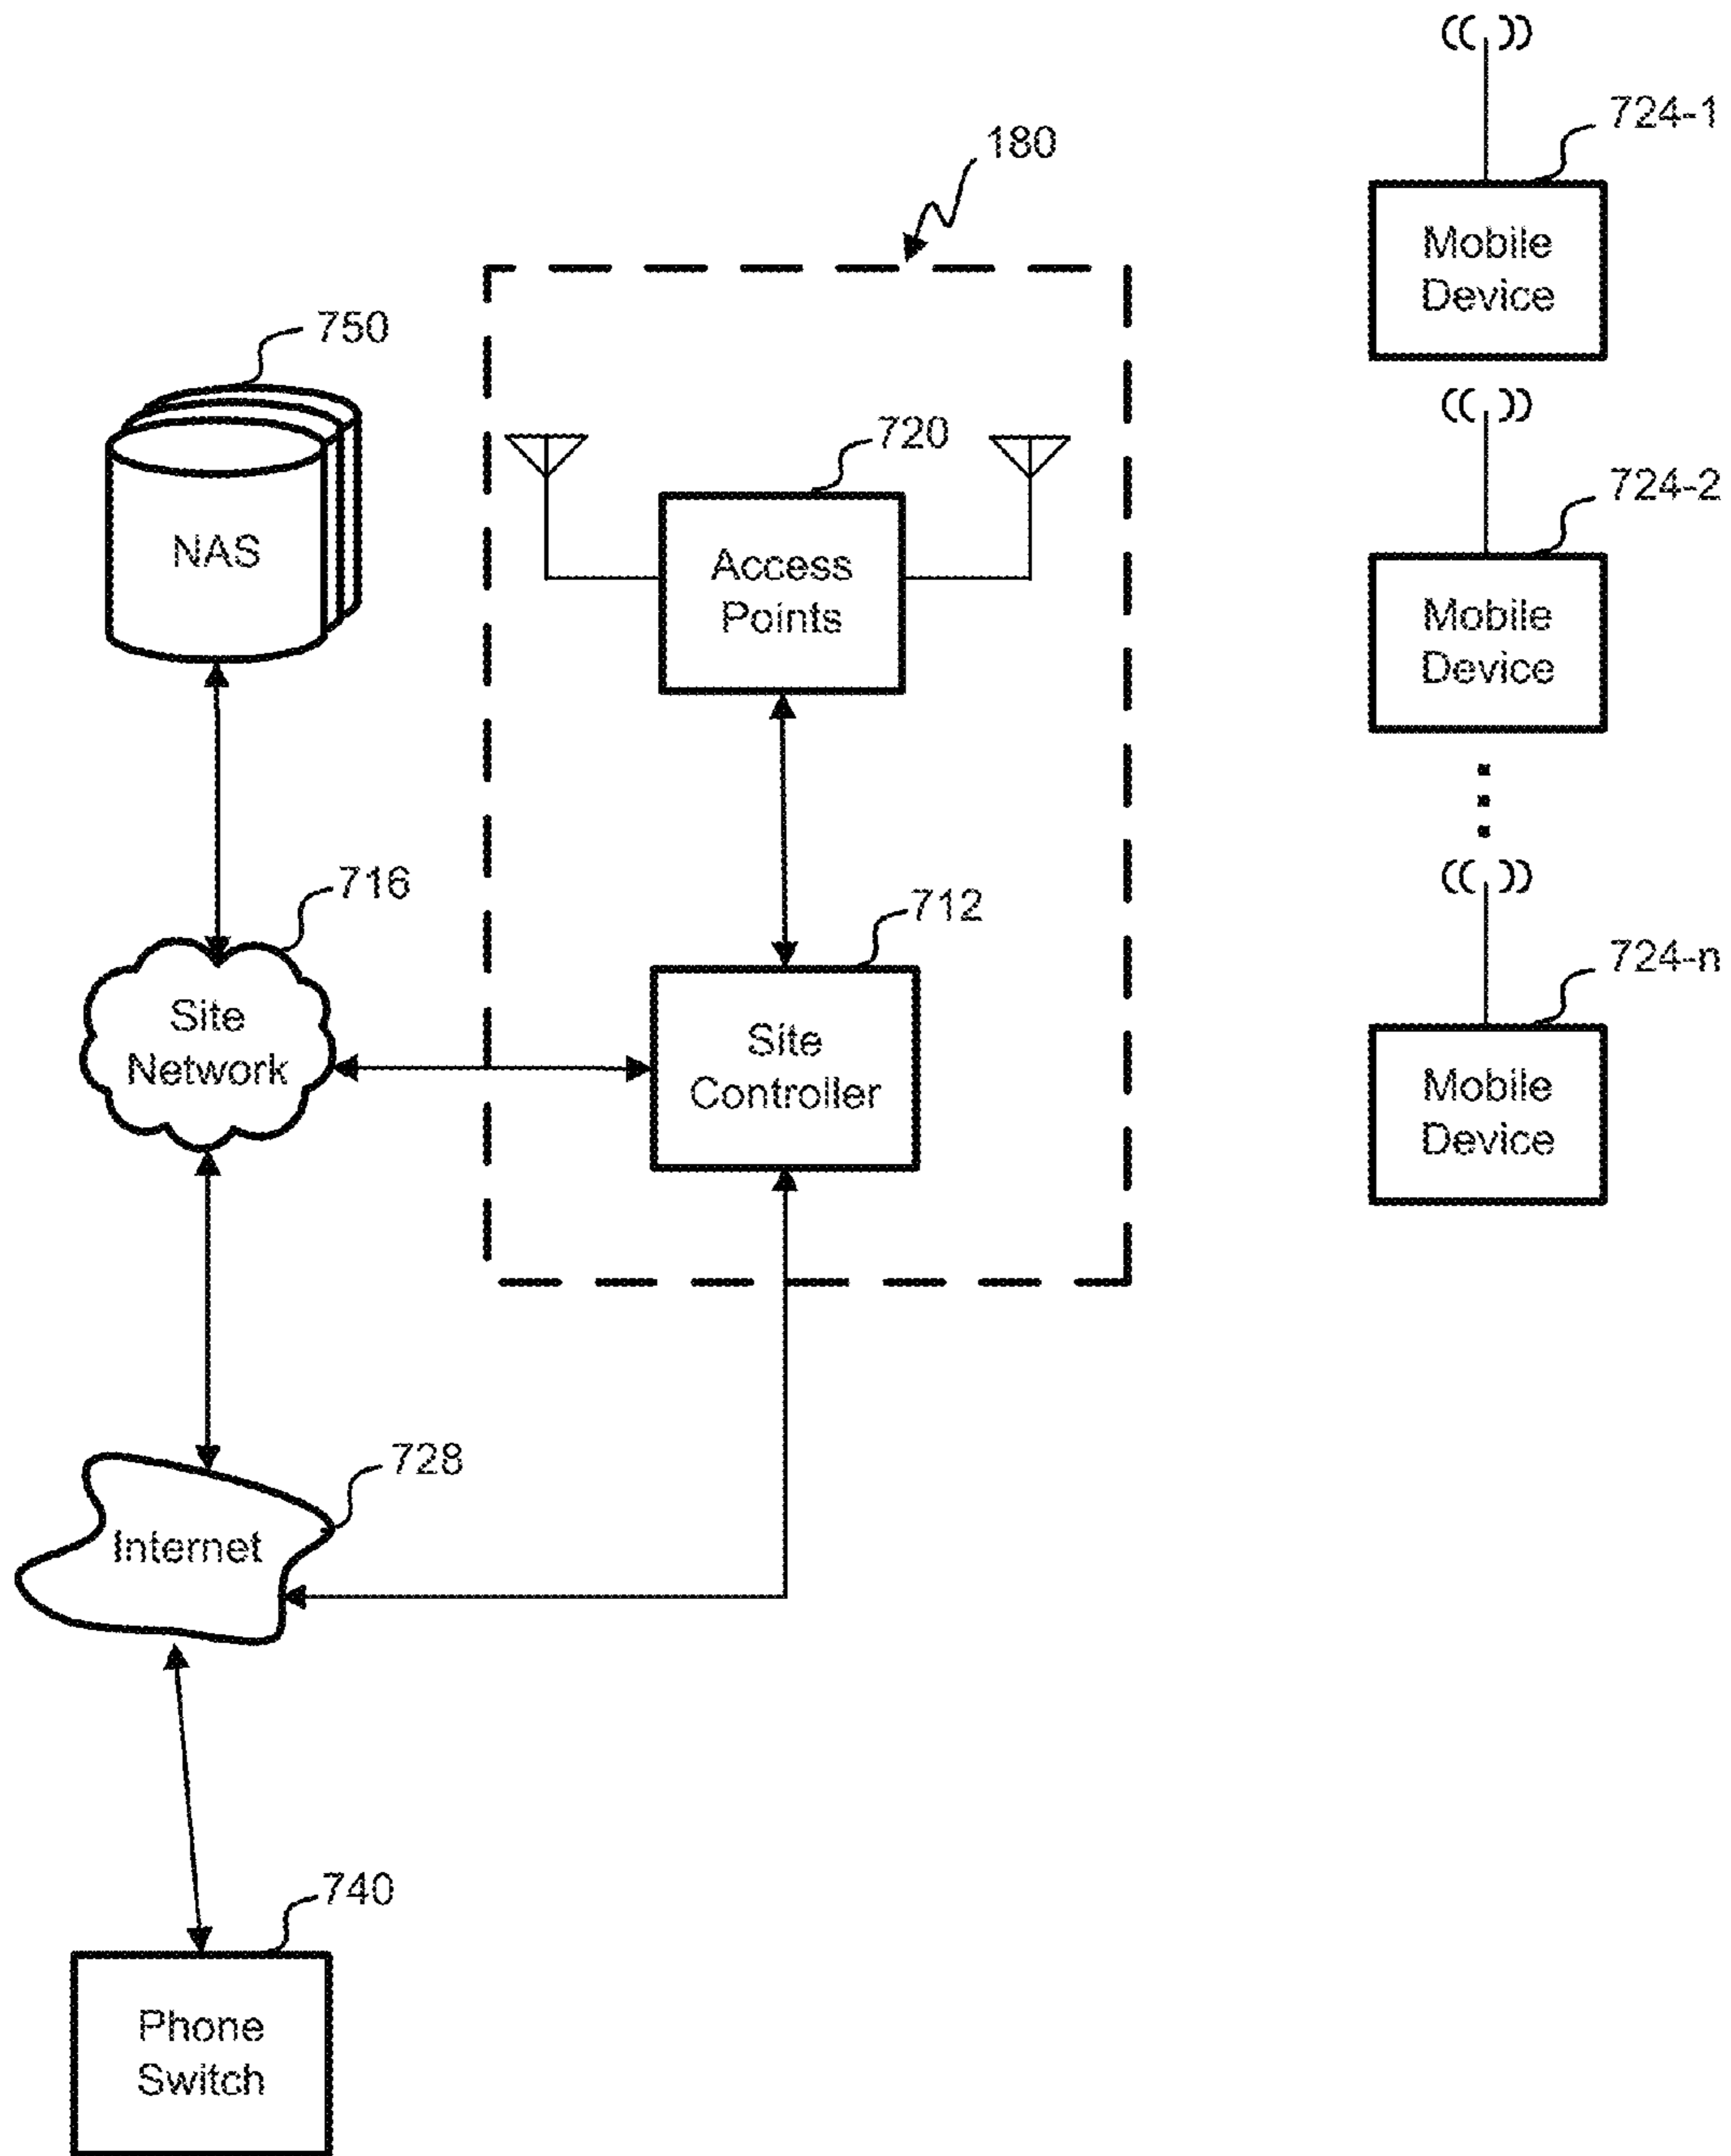 724-1
180
Mobile
Device
750
720
724-2
NAS
Access
Points
Mobile
Device
716
712
724-n
Site
Network
Site
Controller
Mobile
Device
728
Internet
740
Phone
Switch